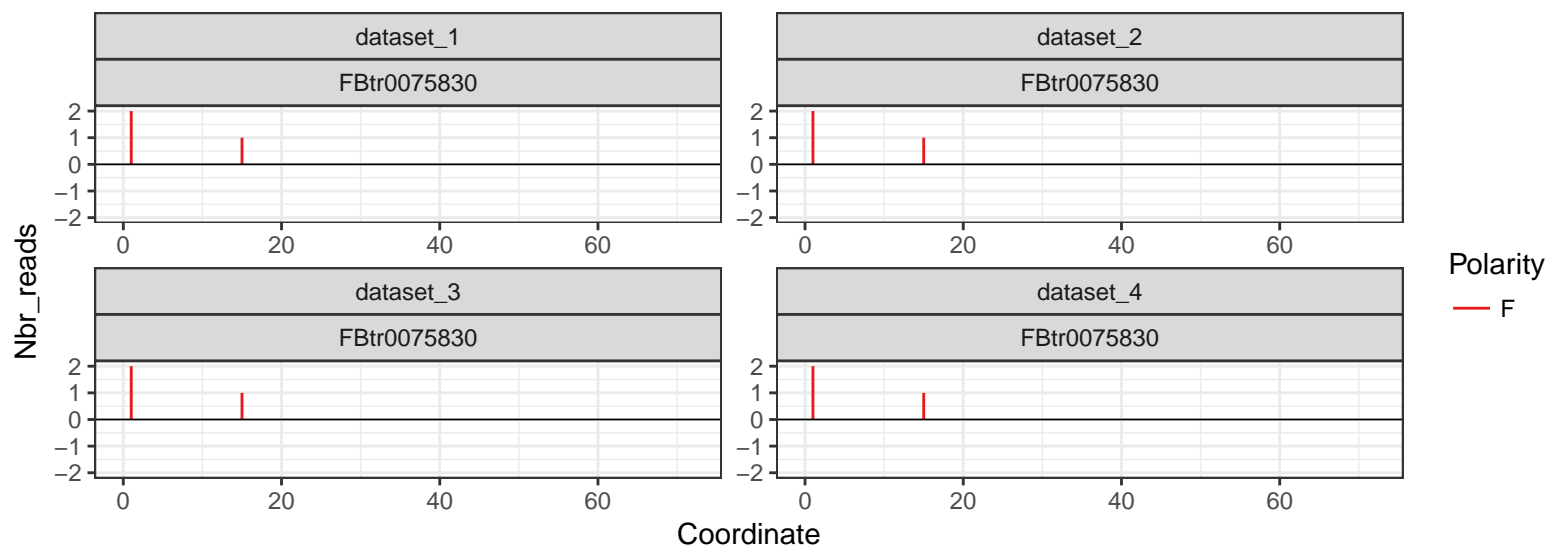 dataset_1
FBtr0075830
2
1
0
−1
−2
0 20 40 60
dataset_2
FBtr0075830
2
1
0
−1
−2
0 20 40 60
dataset_3
FBtr0075830
2
1
0
−1
−2
0 20 40 60
dataset_4
FBtr0075830
2
1
0
−1
−2
0 20 40 60
Nbr_reads
Coordinate
Polarity
F